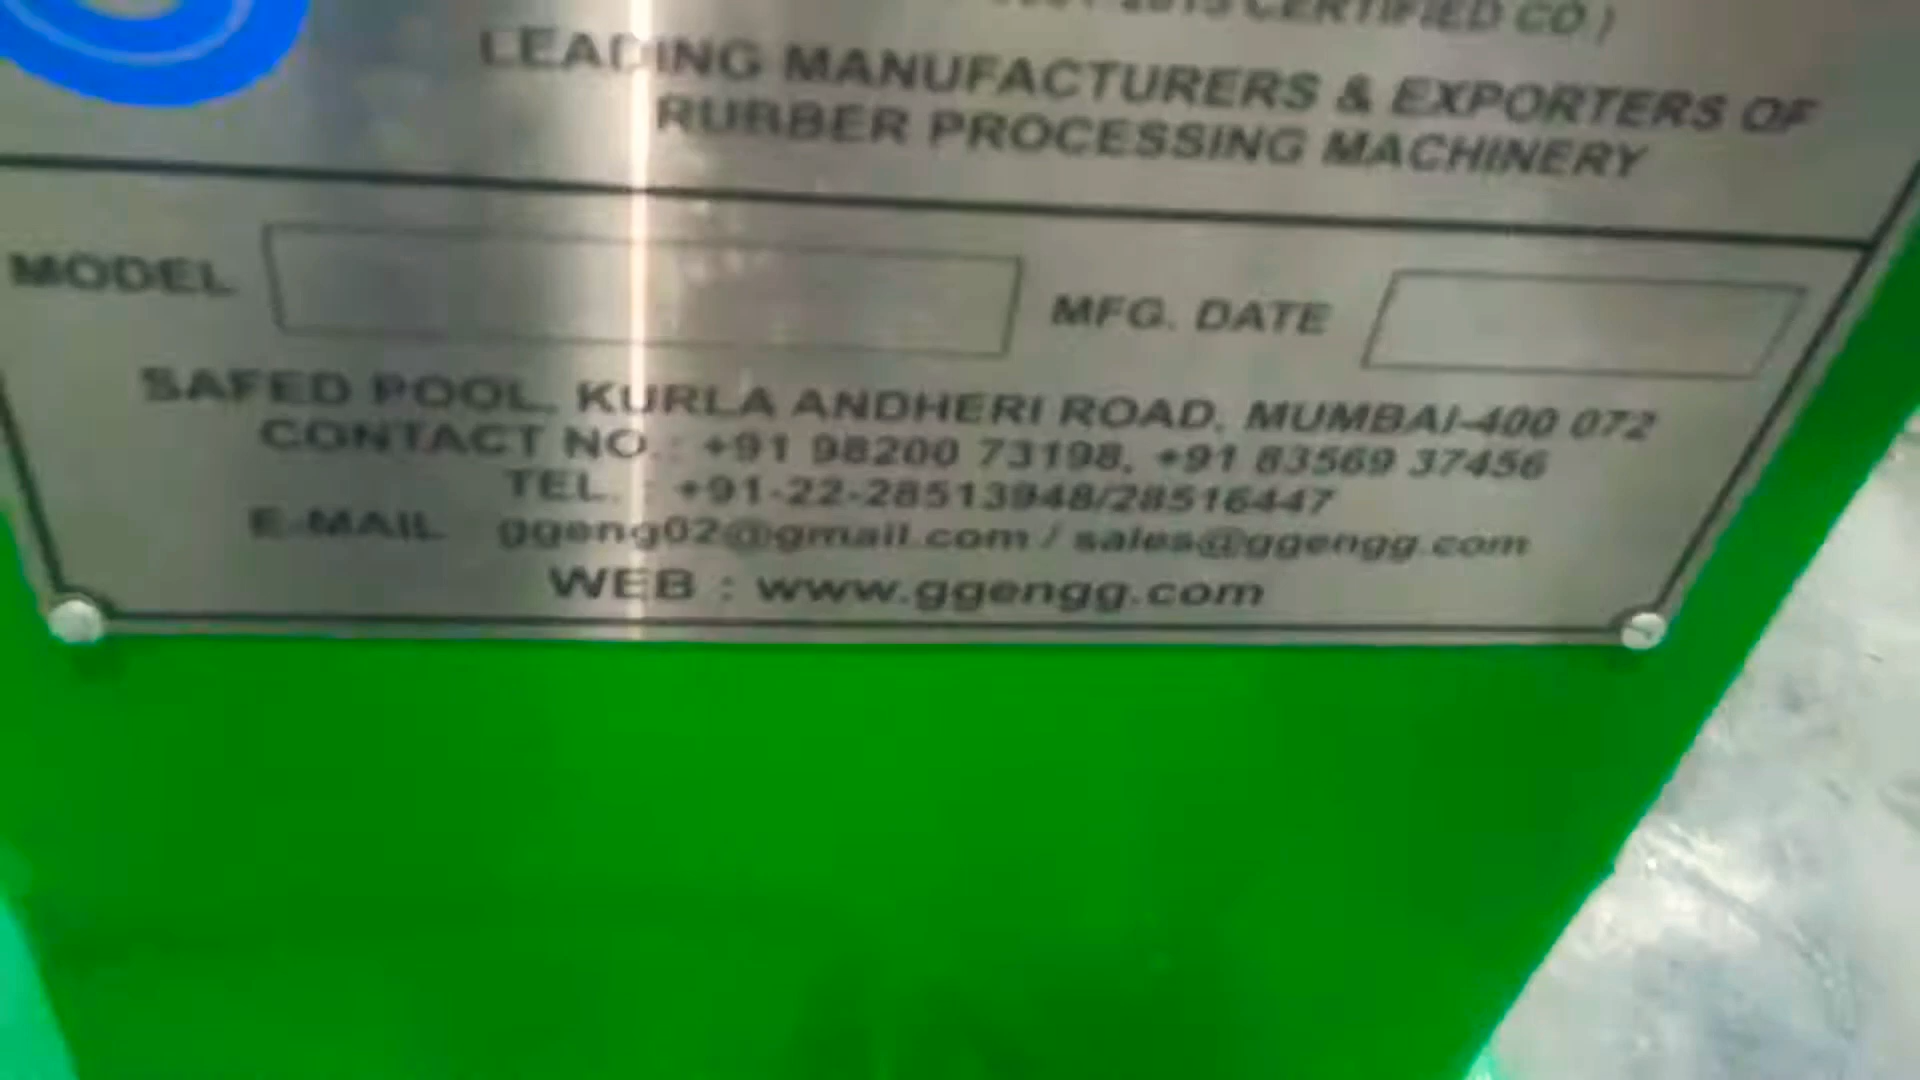 CERTIFIED CO )
LEADING MANUFACTURERS & EXPORTERS OF
RUBBER PROCESSING MACHINERY
MODEL
MFG. DATE
SAFED POOL, KURLA ANDHERI ROAD, MUMBAI-400 072
CONTACT NO. : +91 98200 73198, +91 83569 37456
TEL. : +91-22-28513948/28516447
E-MAIL ggeng02@gmail.com / sales@ggengg.com
WEB : www.ggengg.com